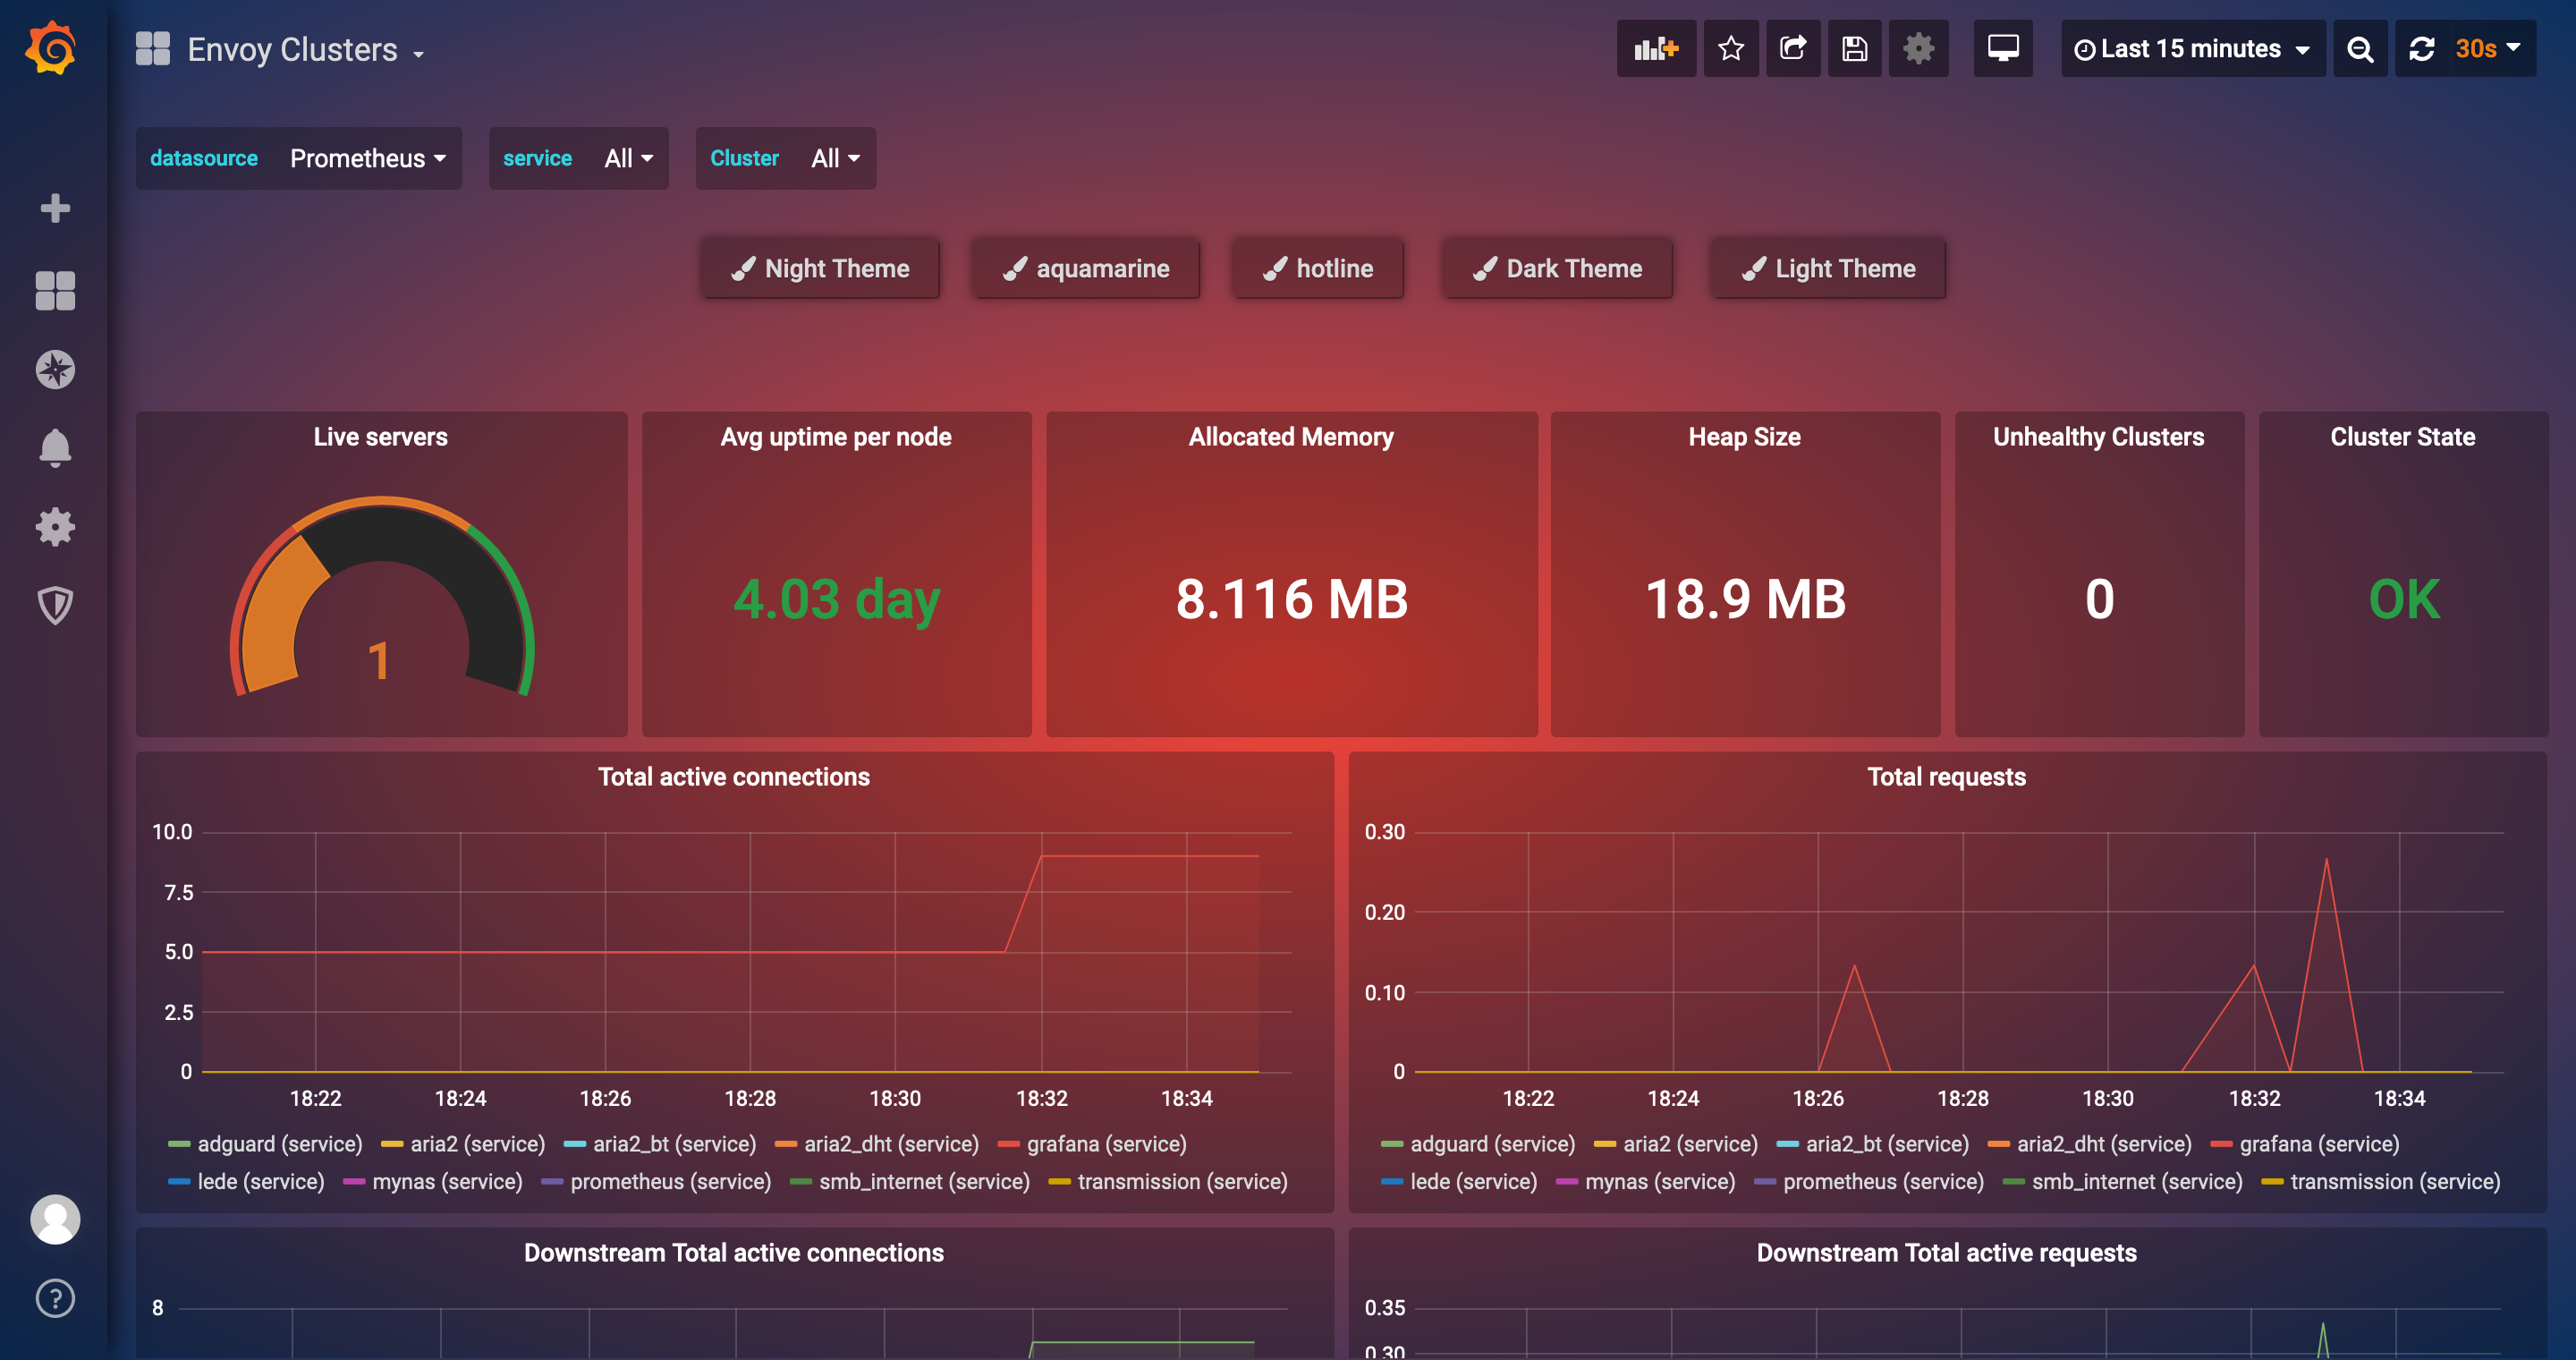 Envoy Clusters
Last 15 minutes
30s
datasource Prometheus service All Cluster All
Night Theme aquamarine hotline Dark Theme Light Theme
Live servers
1
Avg uptime per node
4.03 day
Allocated Memory
8.116 MB
Heap Size
18.9 MB
Unhealthy Clusters
0
Cluster State
OK
Total active connections
10.0
7.5
5.0
2.5
0
18:22 18:24 18:26 18:28 18:30 18:32 18:34
adguard (service) aria2 (service) aria2_bt (service) aria2_dht (service) grafana (service)
lede (service) mynas (service) prometheus (service) smb_internet (service) transmission (service)
Total requests
0.30
0.20
0.10
0
18:22 18:24 18:26 18:28 18:30 18:32 18:34
adguard (service) aria2 (service) aria2_bt (service) aria2_dht (service) grafana (service)
lede (service) mynas (service) prometheus (service) smb_internet (service) transmission (service)
Downstream Total active connections
8
Downstream Total active requests
0.35
0.30
?